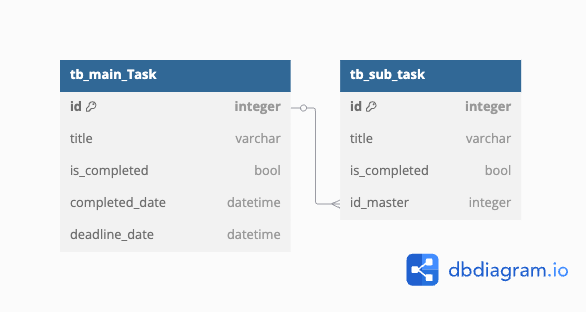 tb_main_Task
id integer
title varchar
is_completed bool
completed_date datetime
deadline_date datetime
tb_sub_task
id integer
title varchar
is_completed bool
id_master integer
dbdiagram.io